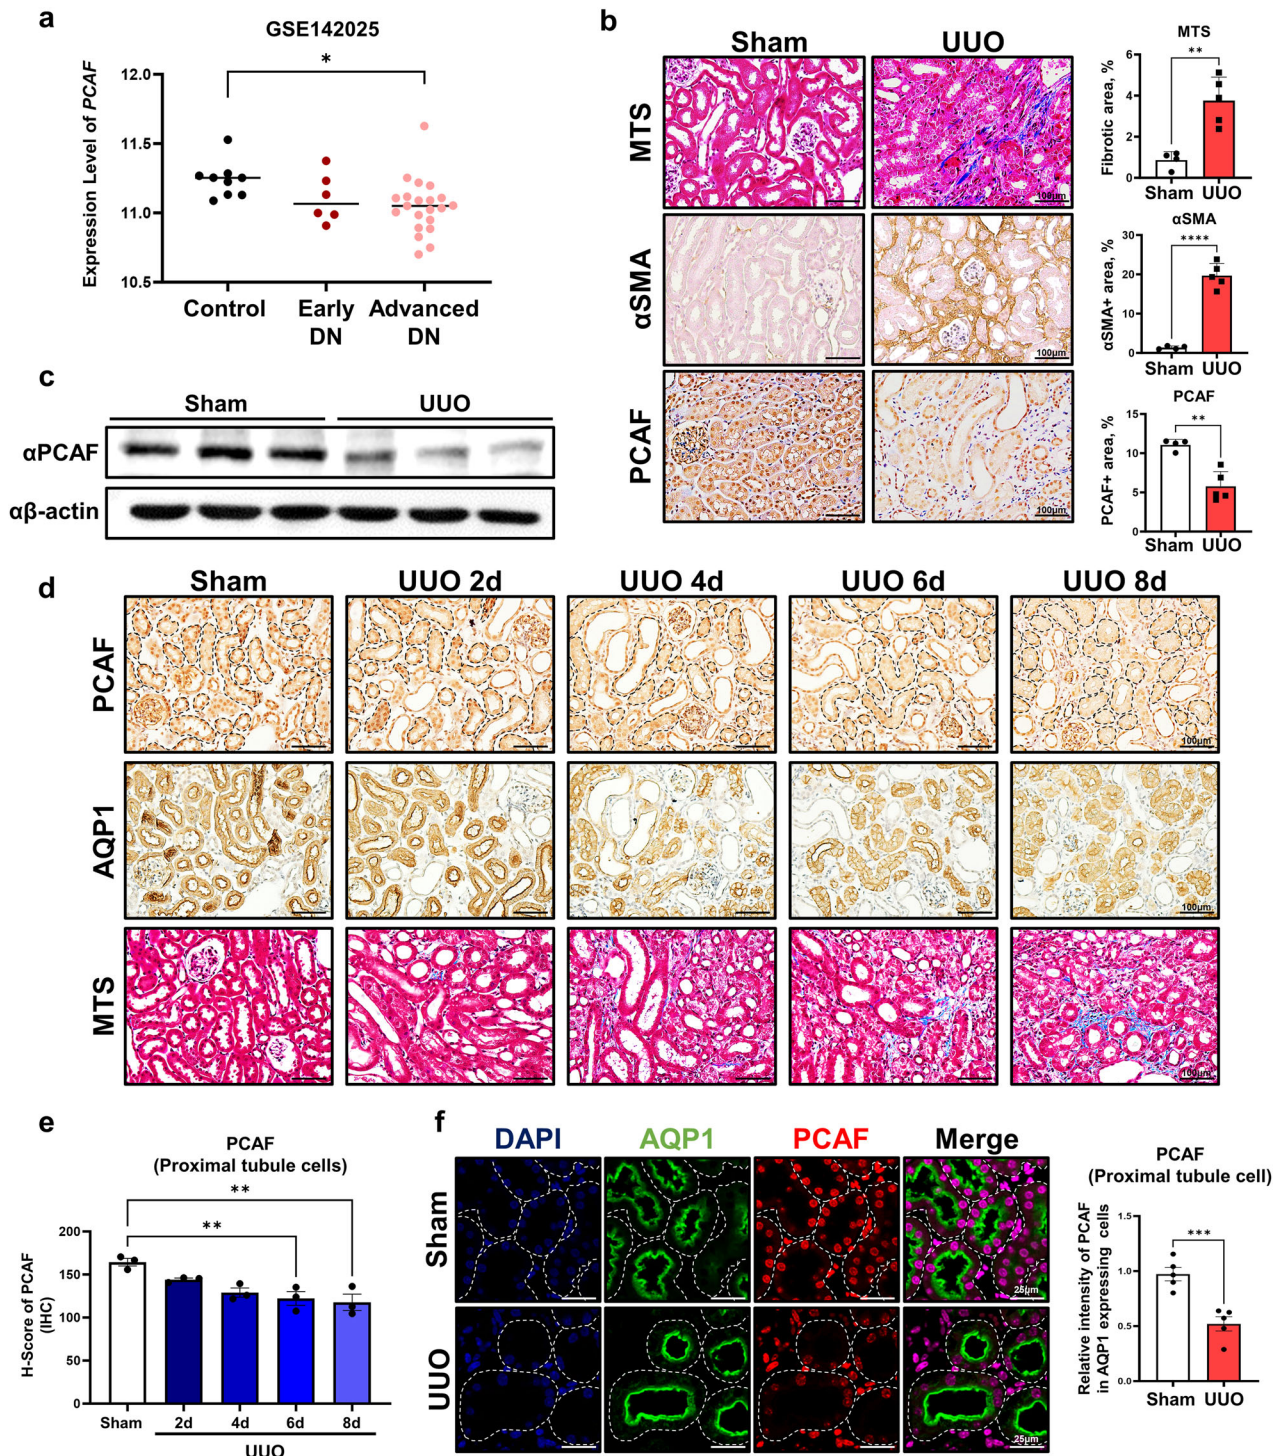 a
GSE142025
*
Expression Level of PCAF
12.0
11.5
11.0
10.5
Control
Early DN
Advanced DN
b
Sham
UUO
MTS
100μm
αSMA
100μm
PCAF
100μm
MTS
**
Fibrotic area, %
6
4
2
0
Sham
UUO
αSMA
****
αSMA+ area, %
30
20
10
0
Sham
UUO
PCAF
**
PCAF+ area, %
15
10
5
0
Sham
UUO
c
Sham
UUO
αPCAF
αβ-actin
d
Sham
UUO 2d
UUO 4d
UUO 6d
UUO 8d
PCAF
100μm
AQP1
100μm
MTS
100μm
e
PCAF
(Proximal tubule cells)
**
**
H-Score of PCAF
(IHC)
200
150
100
50
0
Sham
2d
4d
6d
8d
UUO
f
DAPI
AQP1
PCAF
Merge
Sham
25μm
UUO
25μm
PCAF
(Proximal tubule cell)
***
Relative intensity of PCAF
in AQP1 expressing cells
1.5
1.0
0.5
0.0
Sham
UUO